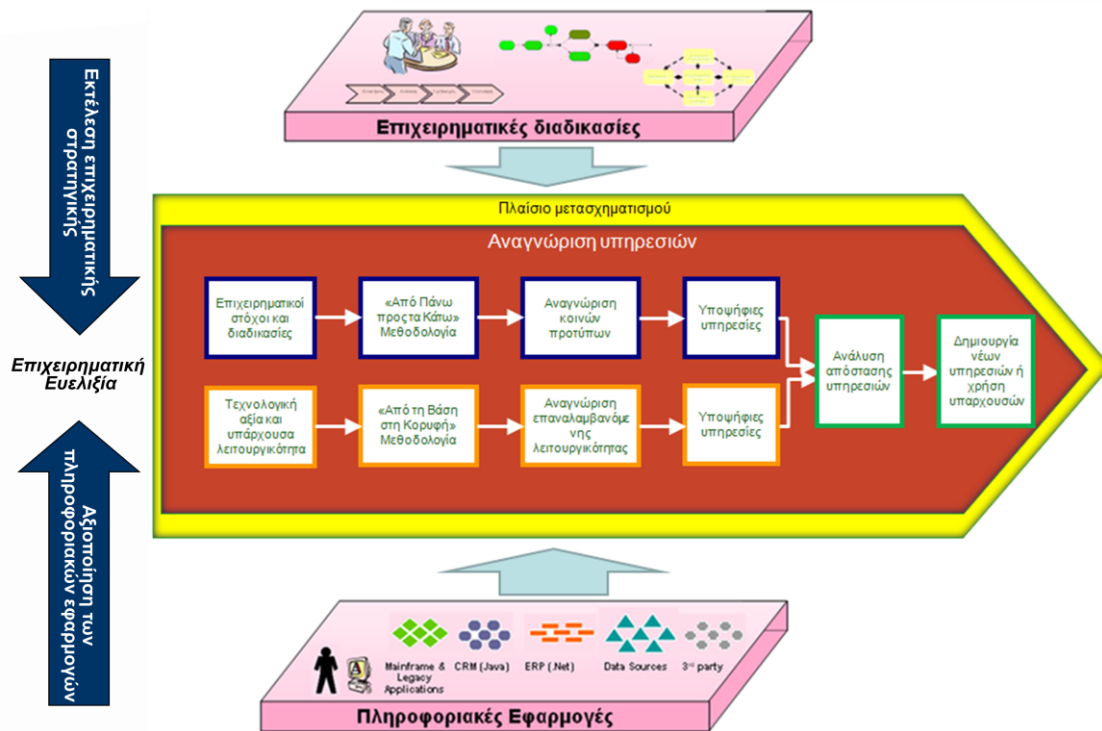 Επιχειρηματικές διαδικασίες
Εκτέλεση επιχειρηματικής
στρατηγικής
Επιχειρηματική
Ευελιξία
Αξιοποίηση των
πληροφοριακών εφαρμογών
Πλαίσιο μετασχηματισμού
Αναγνώριση υπηρεσιών
Επιχειρηματικοί
στόχοι και
διαδικασίες
«Από Πάνω
προς τα Κάτω»
Μεθοδολογία
Αναγνώριση
κοινών
προτύπων
Υποψήφιες
υπηρεσίες
Τεχνολογική
αξία και
υπάρχουσα
λειτουργικότητα
«Από τη Βάση
στη Κορυφή»
Μεθοδολογία
Αναγνώριση
επαναλαμβανόμε
νης
λειτουργικότητας
Υποψήφιες
υπηρεσίες
Ανάλυση
απόστασης
υπηρεσιών
Δημιουργία
νέων
υπηρεσιών ή
χρήση
υπαρχουσών
Mainframe &
Legacy
Applications
CRM (Java)
ERP (.Net)
Data Sources
3rd party
Πληροφοριακές Εφαρμογές